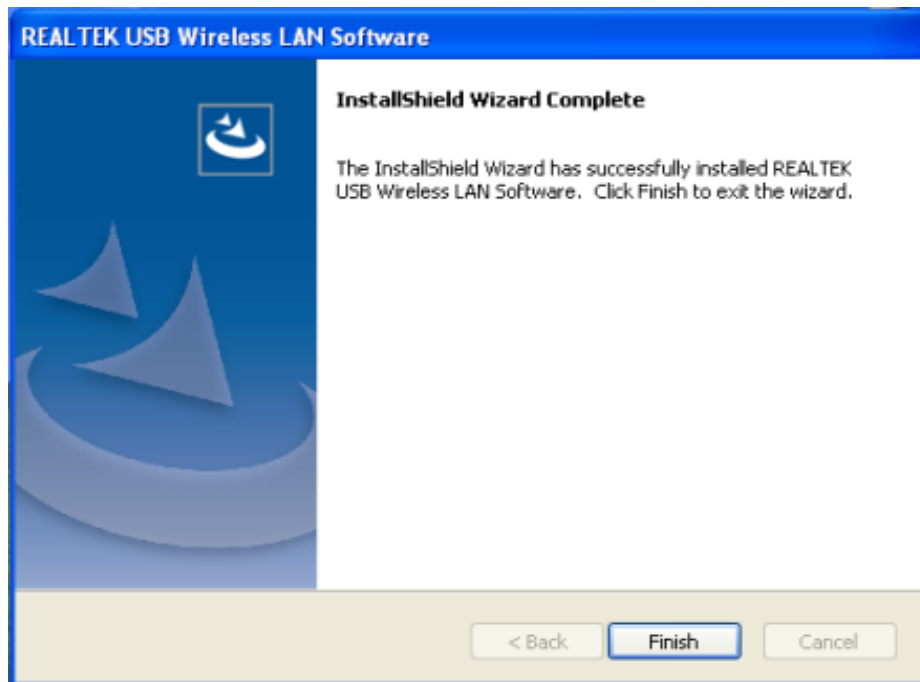 REALTEK USB Wireless LAN Software
InstallShield Wizard Complete
The InstallShield Wizard has successfully installed REALTEK
USB Wireless LAN Software.  Click Finish to exit the wizard.
< Back Finish Cancel